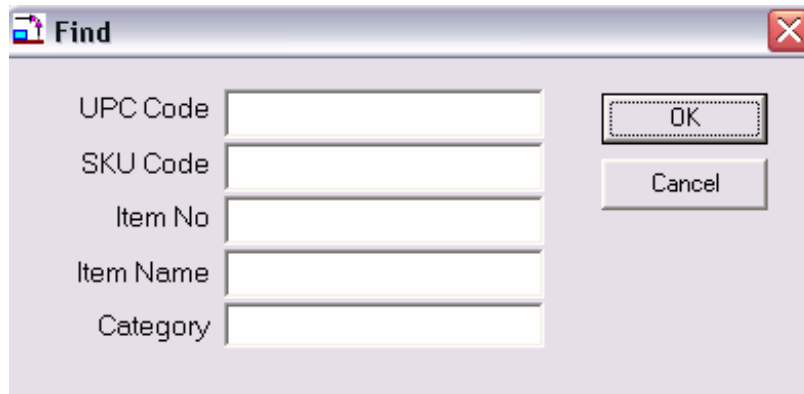 Find
UPC Code
OK
SKU Code
Cancel
Item No
Item Name
Category